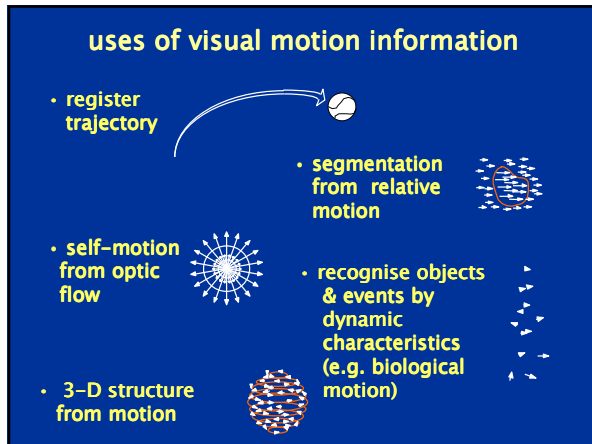 uses of visual motion information
• register
trajectory
• segmentation
from relative
motion
• self-motion
from optic
flow
• recognise objects
& events by
dynamic
characteristics
(e.g. biological
motion)
• 3-D structure
from motion